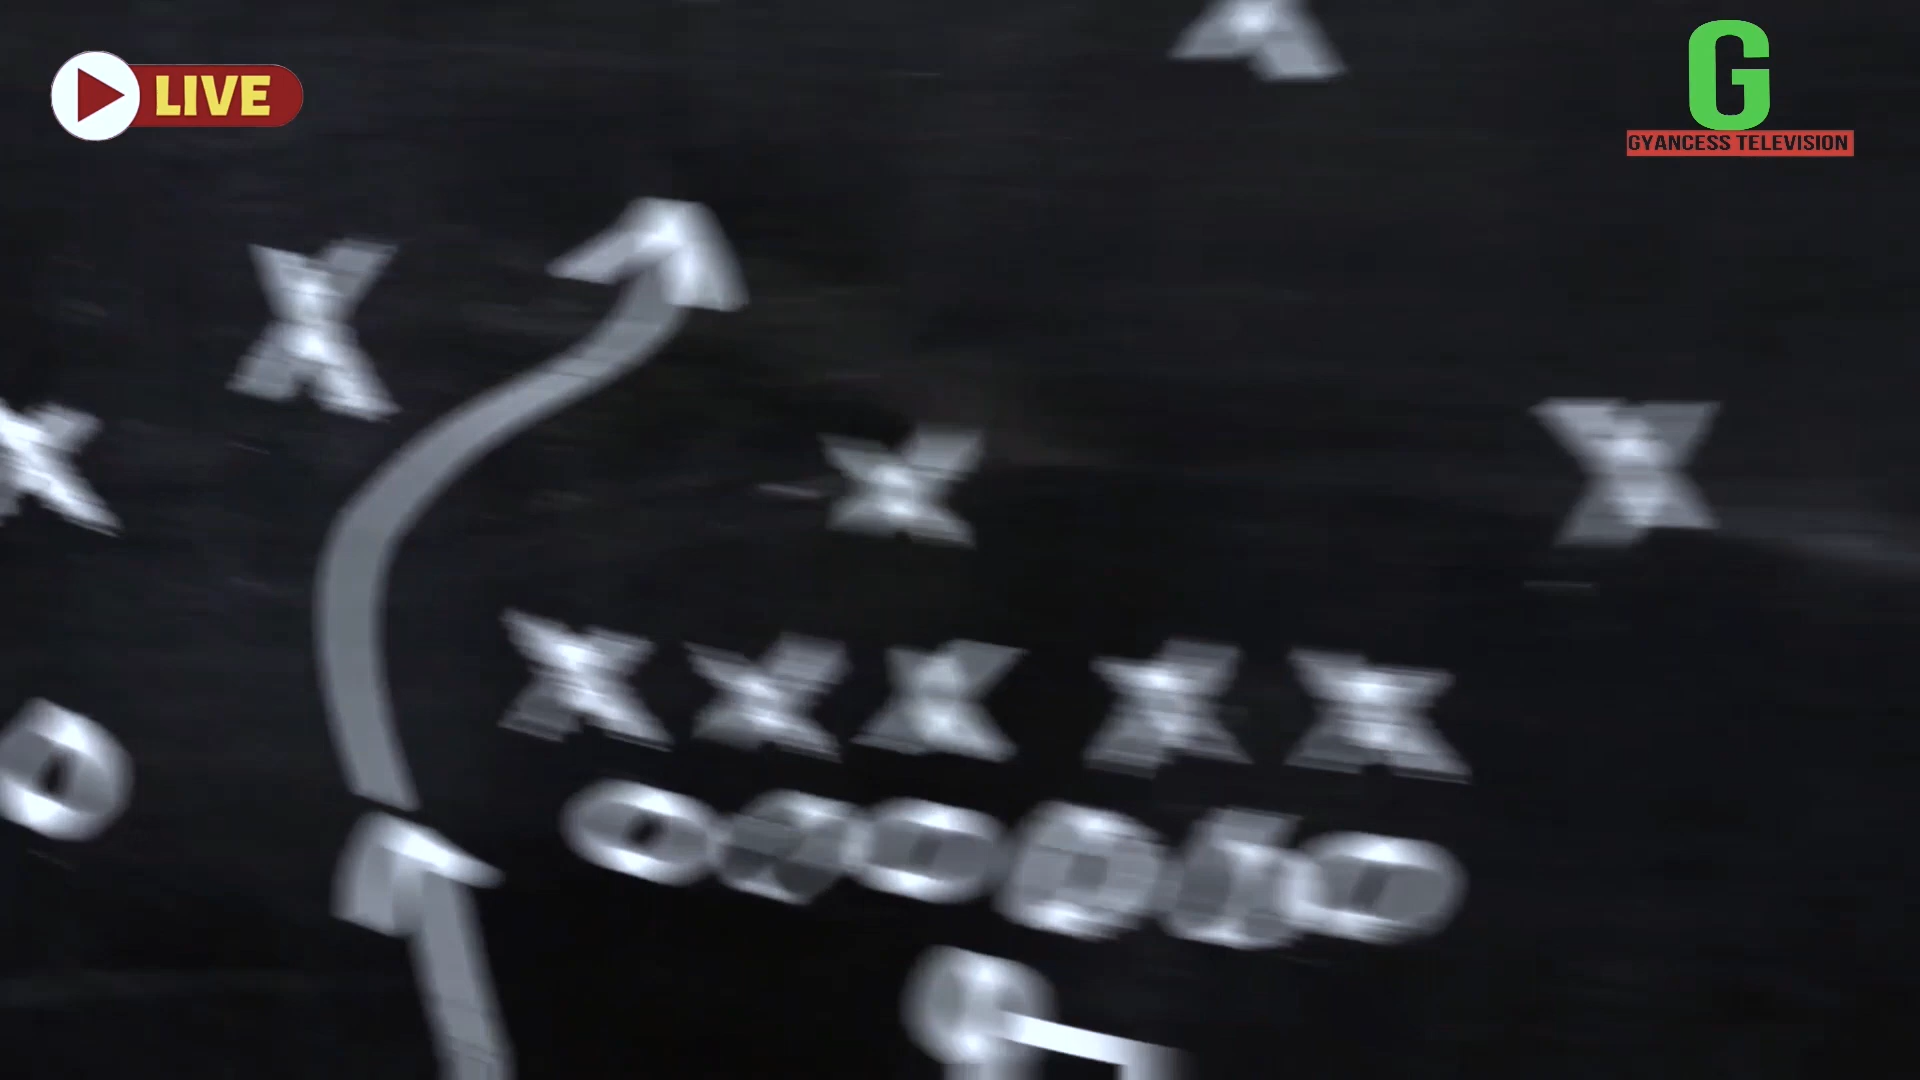 LIVE
G
GYANCESS TELEVISION
X
X
X X
X X X X X
O
O O O O O O
O